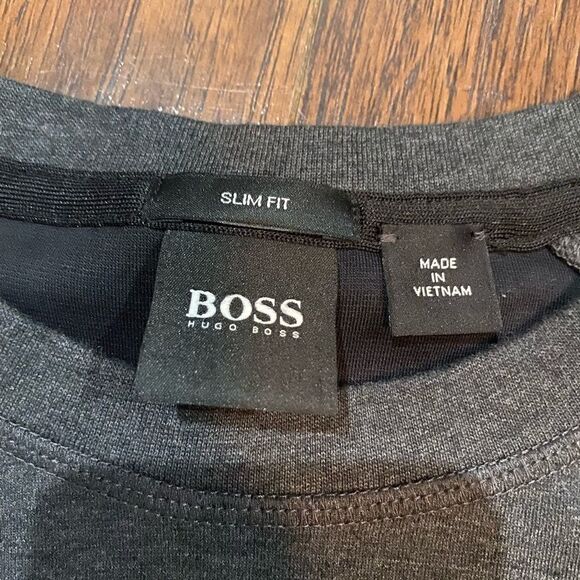 SLIM FIT
BOSS
HUGO BOSS
MADE
IN
VIETNAM